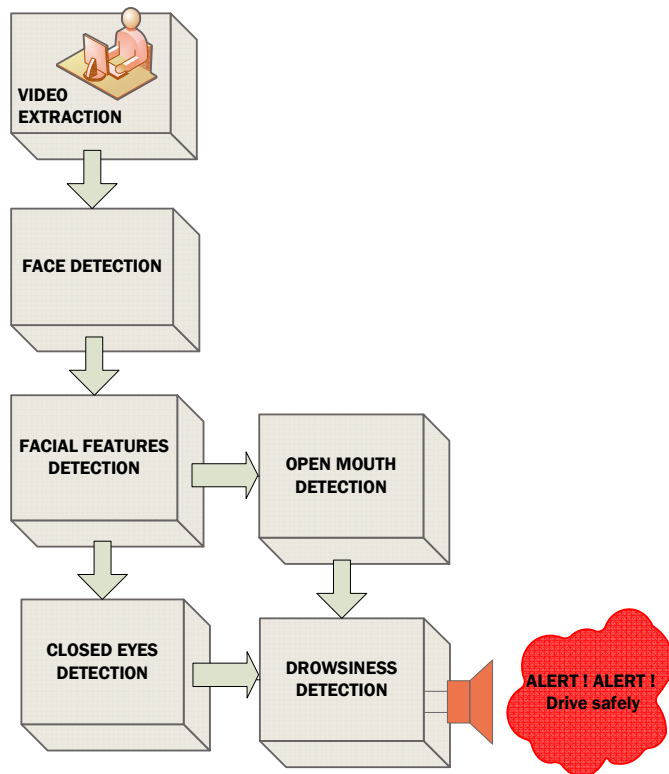 VIDEO
EXTRACTION
FACE DETECTION
FACIAL FEATURES
DETECTION
OPEN MOUTH
DETECTION
CLOSED EYES
DETECTION
DROWSINESS
DETECTION
ALERT ! ALERT !
Drive safely